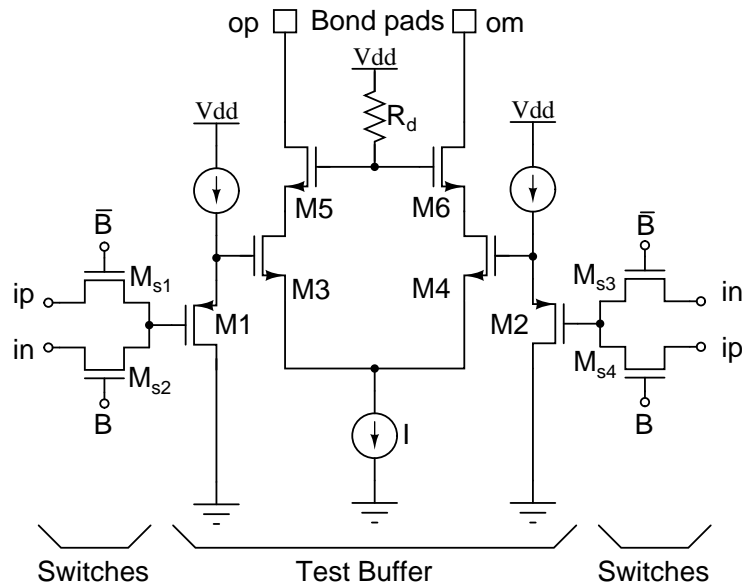 op Bond pads om
Vdd
R_d
Vdd
Vdd
M5
M6
B̅
B̅
M_s1
M_s3
ip
M3
M4
in
M1
M2
in
ip
M_s2
M_s4
B
B
I
Switches
Test Buffer
Switches